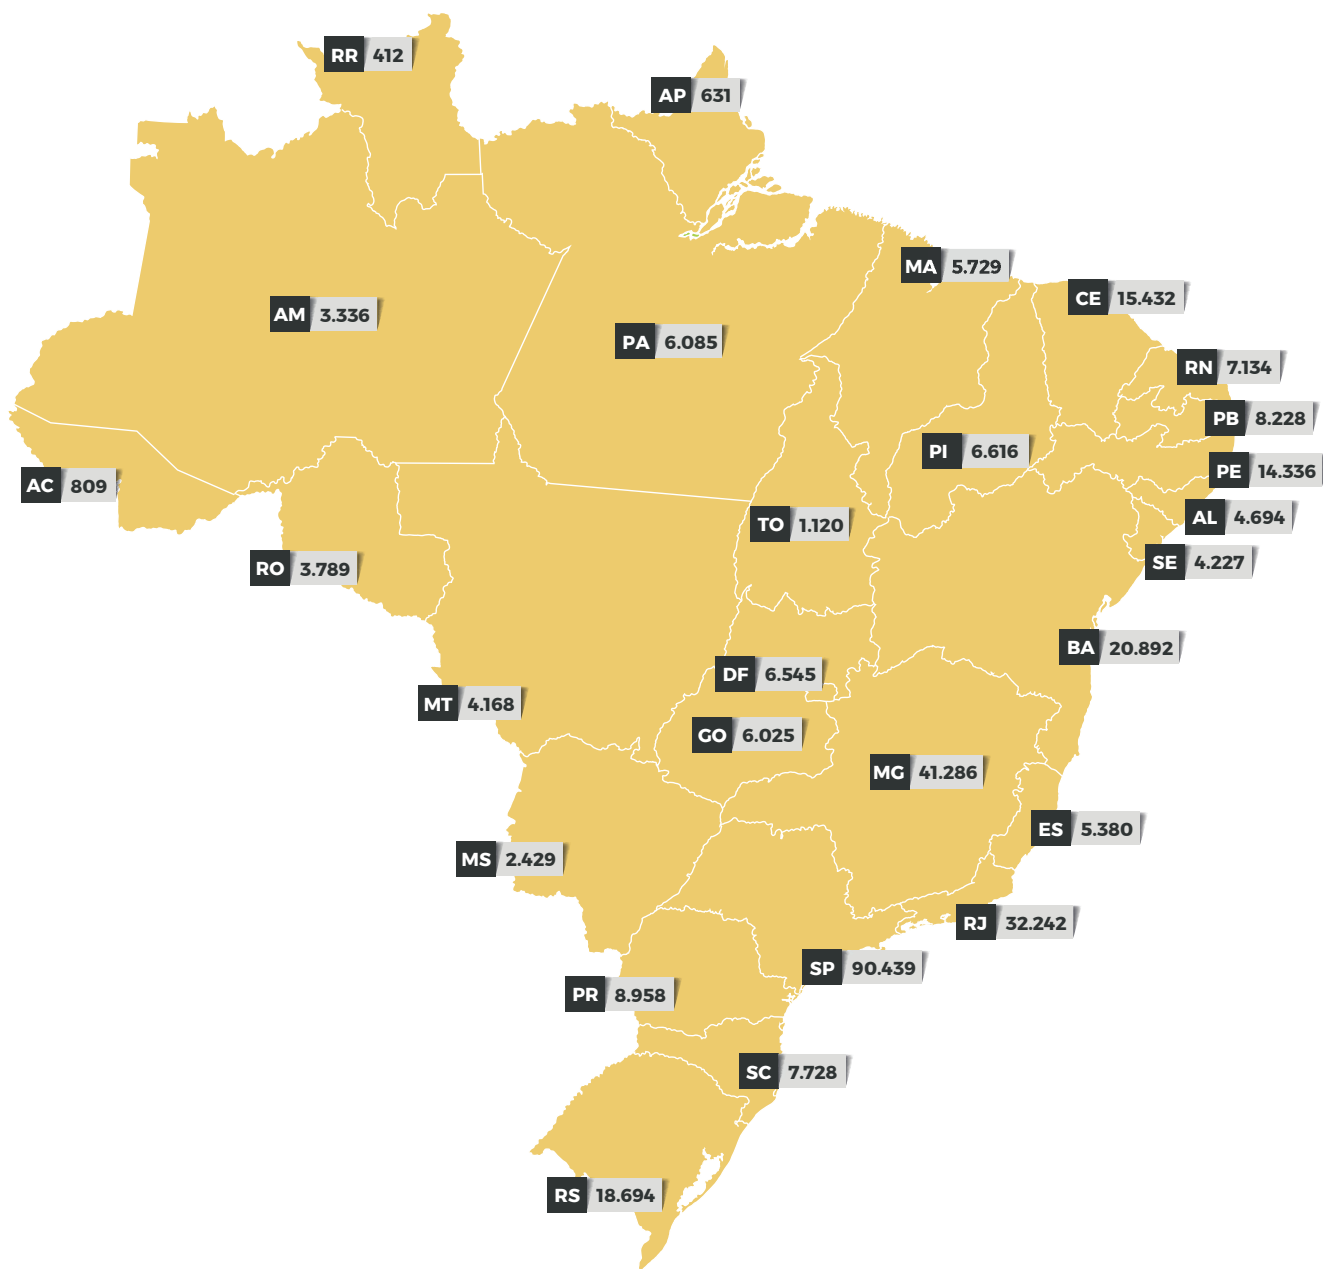 RR 412
AP 631
MA 5.729
CE 15.432
AM 3.336
PA 6.085
RN 7.134
PB 8.228
PI 6.616
PE 14.336
AC 809
AL 4.694
TO 1.120
SE 4.227
RO 3.789
BA 20.892
DF 6.545
MT 4.168
GO 6.025
MG 41.286
ES 5.380
MS 2.429
RJ 32.242
SP 90.439
PR 8.958
SC 7.728
RS 18.694